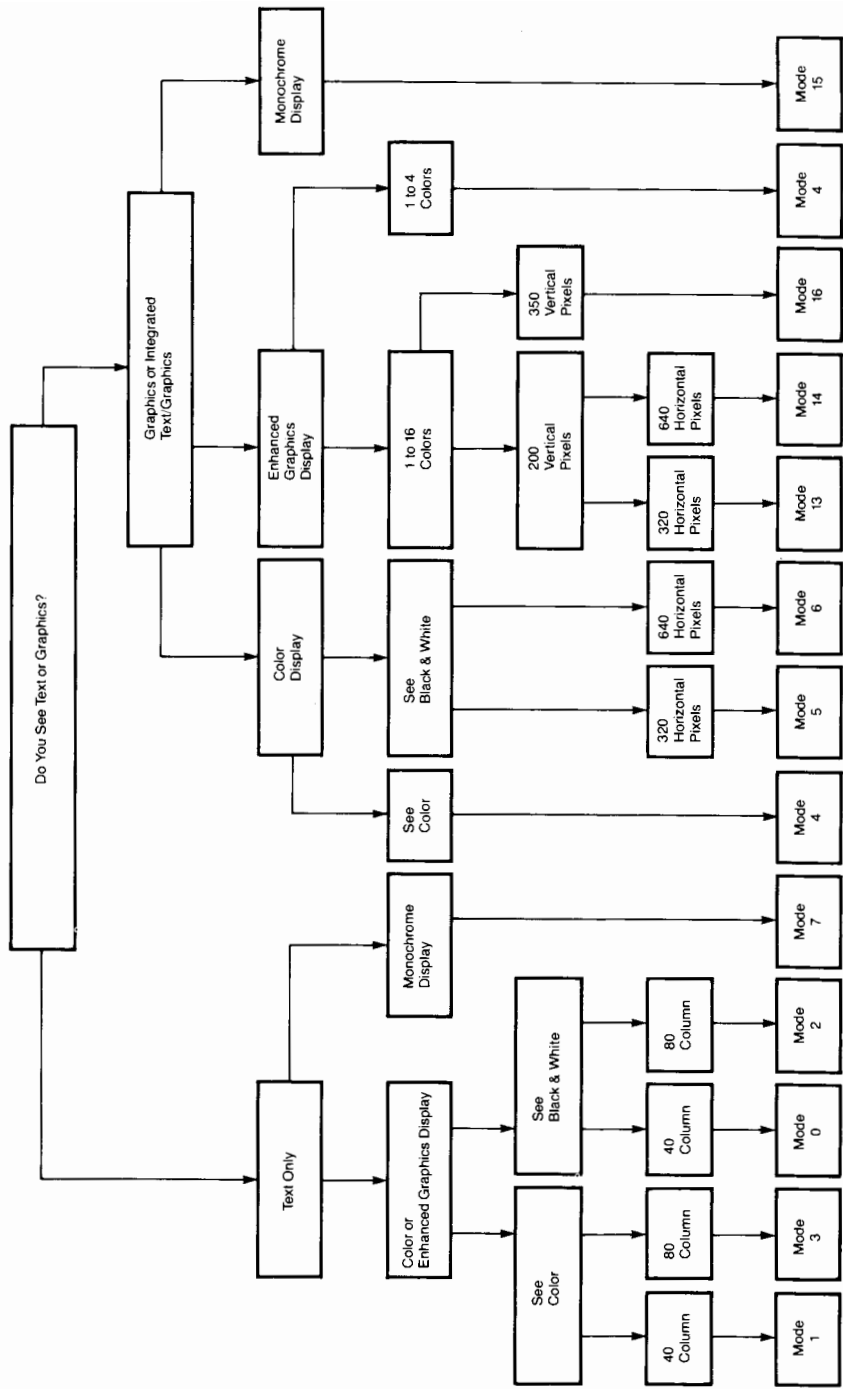 Do You See Text or Graphics?
Text Only
Graphics or Integrated
Text/Graphics
Color or
Enhanced Graphics Display
Monochrome
Display
Color
Display
Enhanced
Graphics
Display
Monochrome
Display
See
Color
See
Black & White
See
Color
See
Black & White
1 to 16
Colors
1 to 4
Colors
200
Vertical
Pixels
350
Vertical
Pixels
40
Column
80
Column
40
Column
80
Column
320
Horizontal
Pixels
640
Horizontal
Pixels
320
Horizontal
Pixels
640
Horizontal
Pixels
Mode
1
Mode
3
Mode
0
Mode
2
Mode
7
Mode
4
Mode
5
Mode
6
Mode
13
Mode
14
Mode
16
Mode
4
Mode
15